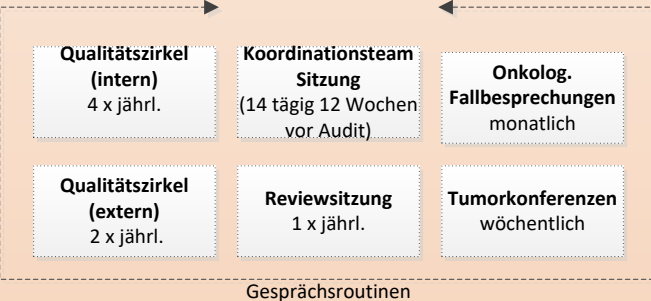 Qualitätszirkel
(intern)
4 x jährl.
Koordinationsteam
Sitzung
(14 tägig 12 Wochen
vor Audit)
Onkolog.
Fallbesprechungen
monatlich
Qualitätszirkel
(extern)
2 x jährl.
Reviewsitzung
1 x jährl.
Tumorkonferenzen
wöchentlich
Gesprächsroutinen